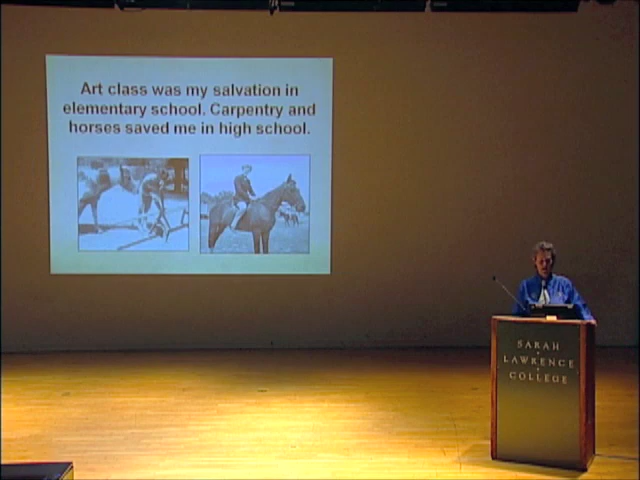 Art class was my salvation in
elementary school. Carpentry and
horses saved me in high school.
SARAH
LAWRENCE
COLLEGE